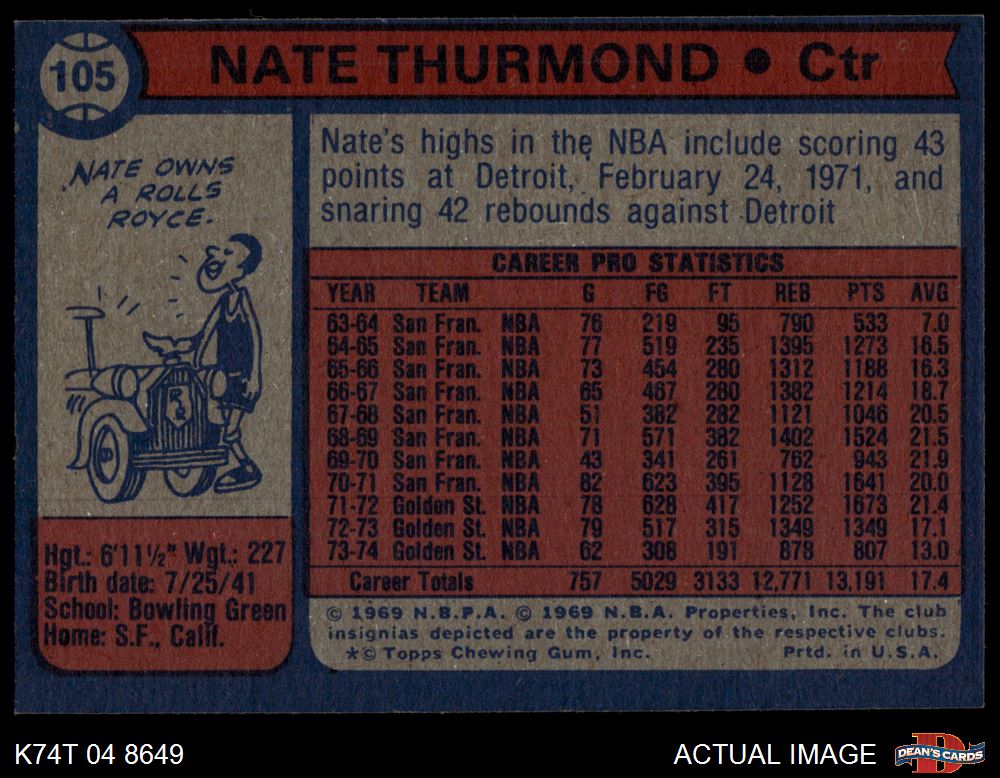 105
NATE THURMOND • Ctr
NATE OWNS
A ROLLS
ROYCE.
RR
Hgt.: 6'11½" Wgt.: 227
Birth date: 7/25/41
School: Bowling Green
Home: S.F., Calif.
Nate's highs in the NBA include scoring 43
points at Detroit, February 24, 1971, and
snaring 42 rebounds against Detroit
CAREER PRO STATISTICS
YEAR TEAM G FG FT REB PTS AVG
63-64 San Fran. NBA 76 219 95 790 533 7.0
64-65 San Fran. NBA 77 519 235 1395 1273 16.5
65-66 San Fran. NBA 73 454 280 1312 1188 16.3
66-67 San Fran. NBA 65 467 280 1382 1214 18.7
67-68 San Fran. NBA 51 382 282 1121 1046 20.5
68-69 San Fran. NBA 71 571 382 1402 1524 21.5
69-70 San Fran. NBA 43 341 261 762 943 21.9
70-71 San Fran. NBA 82 623 395 1128 1641 20.0
71-72 Golden St. NBA 78 628 417 1252 1673 21.4
72-73 Golden St. NBA 79 517 315 1349 1349 17.1
73-74 Golden St. NBA 62 308 191 878 807 13.0
Career Totals 757 5029 3133 12,771 13,191 17.4
© 1969 N.B.P.A. © 1969 N.B.A. Properties, Inc. The club
insignias depicted are the property of the respective clubs.
*© Topps Chewing Gum, Inc. Prtd. in U.S.A.
K74T 04 8649
ACTUAL IMAGE
D
DEAN'S CARDS